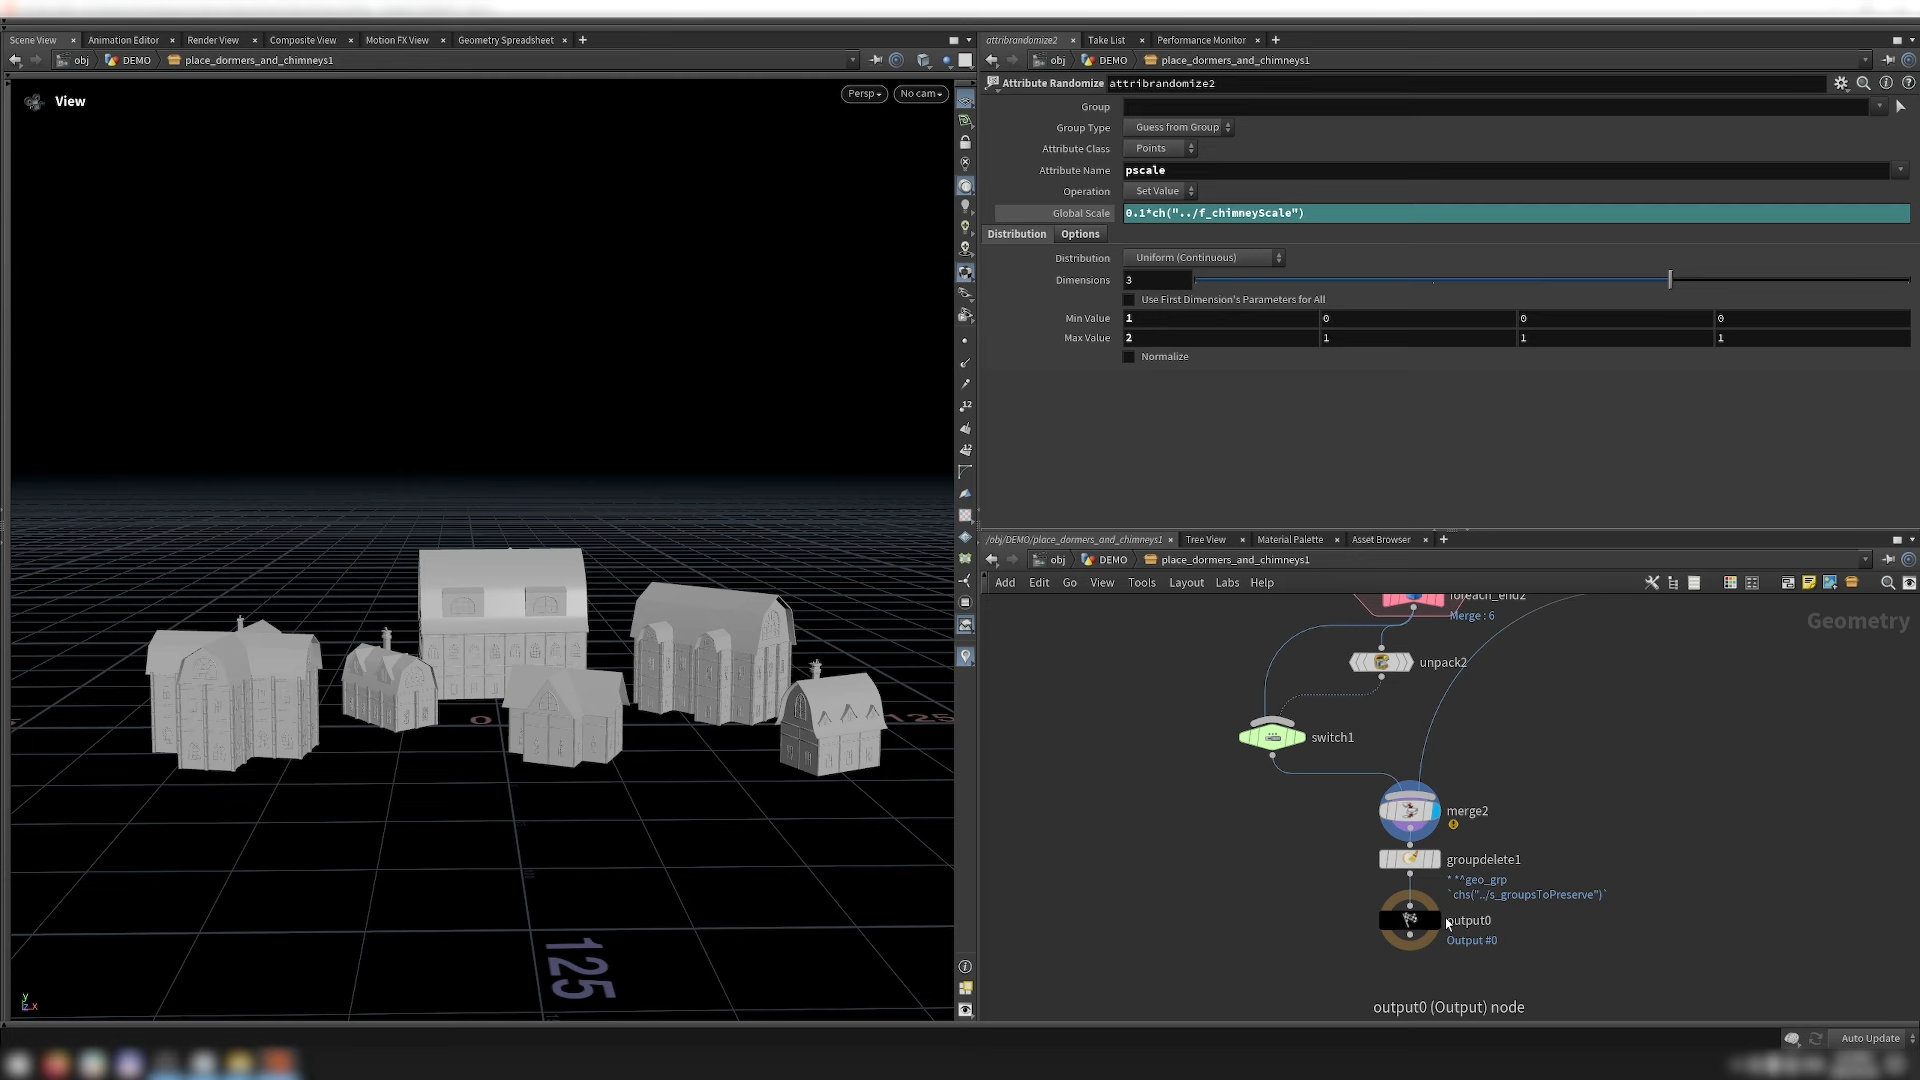 Scene View
Animation Editor
Render View
Composite View
Motion FX View
Geometry Spreadsheet
obj
DEMO
place_dormers_and_chimneys1
View
Persp
No cam
12
0
125
125
y
z x
attribrandomize2
Take List
Performance Monitor
obj
DEMO
place_dormers_and_chimneys1
Attribute Randomize attribrandomize2
Group
Group Type Guess from Group
Attribute Class Points
Attribute Name pscale
Operation Set Value
Global Scale 0.1*ch("../f_chimneyScale")
Distribution Options
Distribution Uniform (Continuous)
Dimensions 3
Use First Dimension's Parameters for All
Min Value 1 0 0 0
Max Value 2 1 1 1
Normalize
/obj/DEMO/place_dormers_and_chimneys1
Tree View
Material Palette
Asset Browser
obj
DEMO
place_dormers_and_chimneys1
Add Edit Go View Tools Layout Labs Help
foreach_end2
Merge : 6
Geometry
unpack2
switch1
merge2
groupdelete1
* *^geo_grp
`chs("../s_groupsToPreserve")`
output0
Output #0
output0 (Output) node
Auto Update